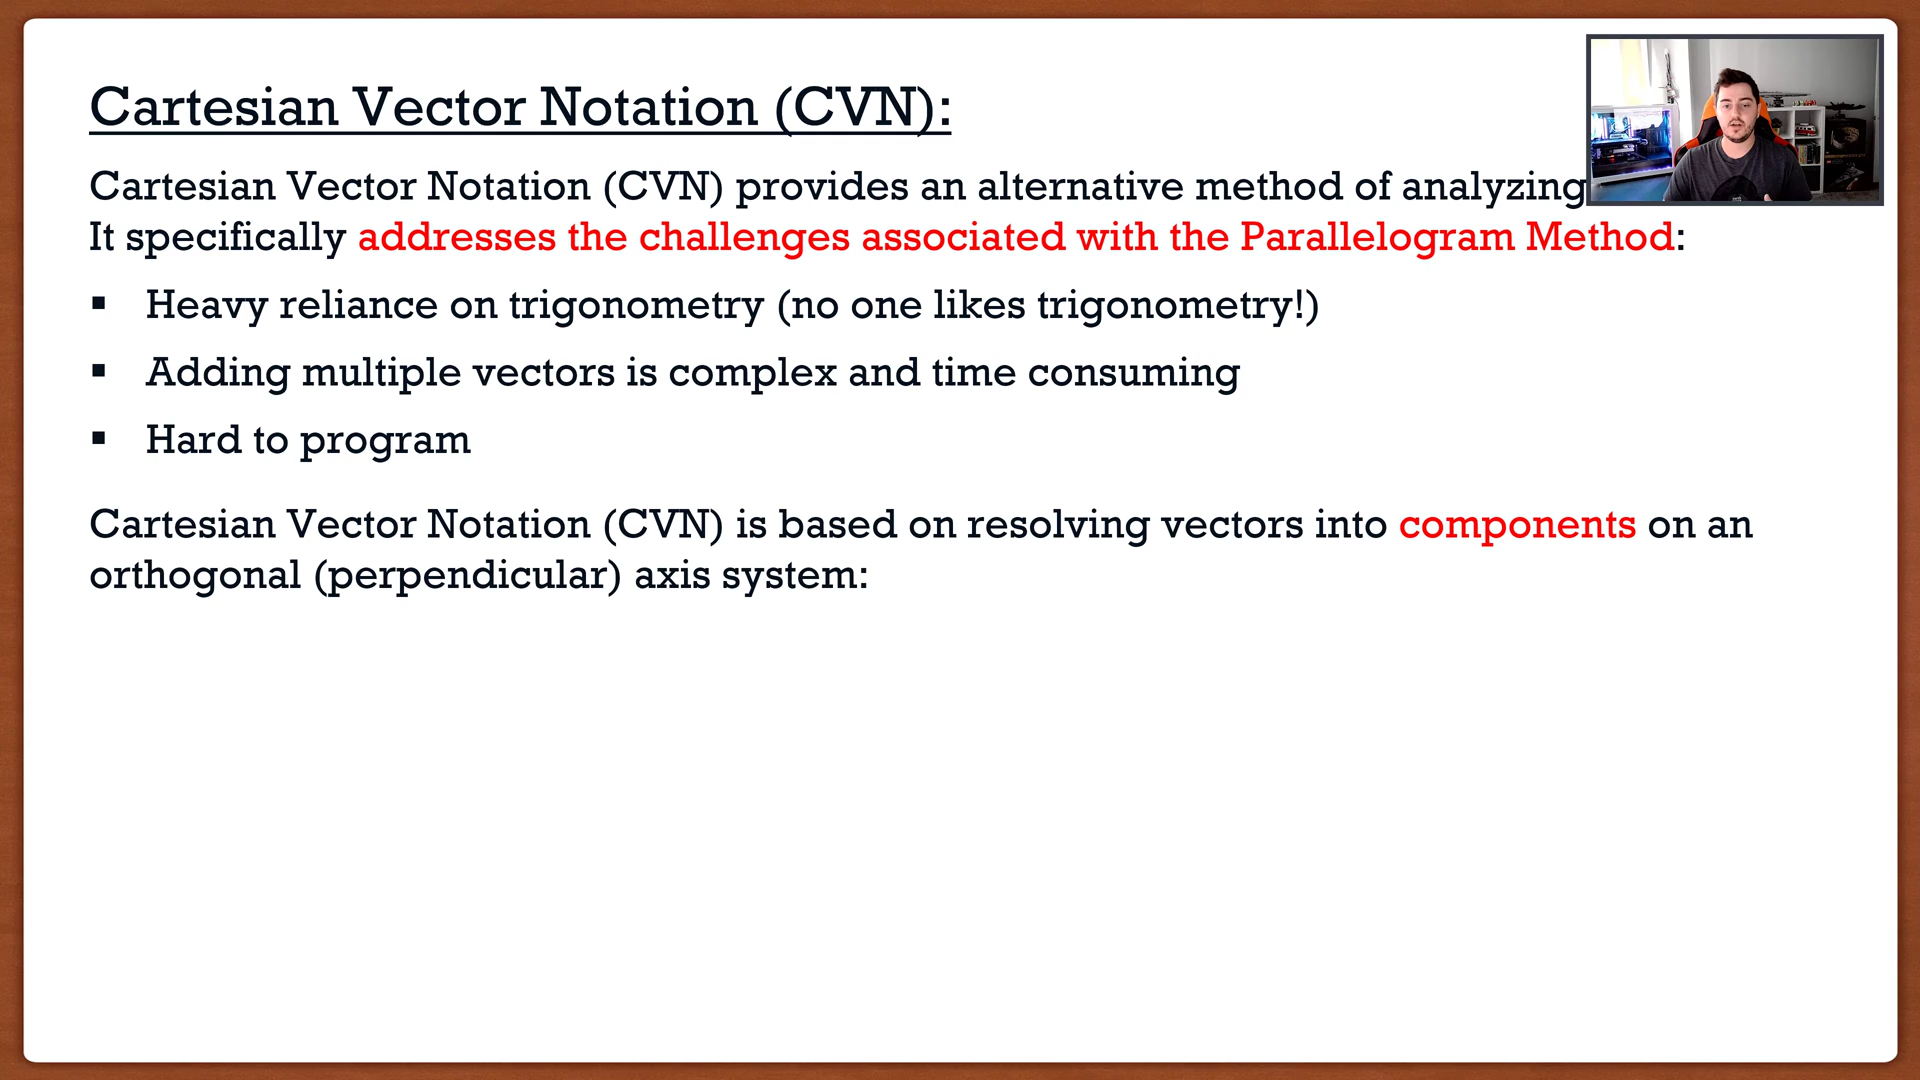 Cartesian Vector Notation (CVN):
Cartesian Vector Notation (CVN) provides an alternative method of analyzing
It specifically addresses the challenges associated with the Parallelogram Method:
▪ Heavy reliance on trigonometry (no one likes trigonometry!)
▪ Adding multiple vectors is complex and time consuming
▪ Hard to program
Cartesian Vector Notation (CVN) is based on resolving vectors into components on an
orthogonal (perpendicular) axis system: